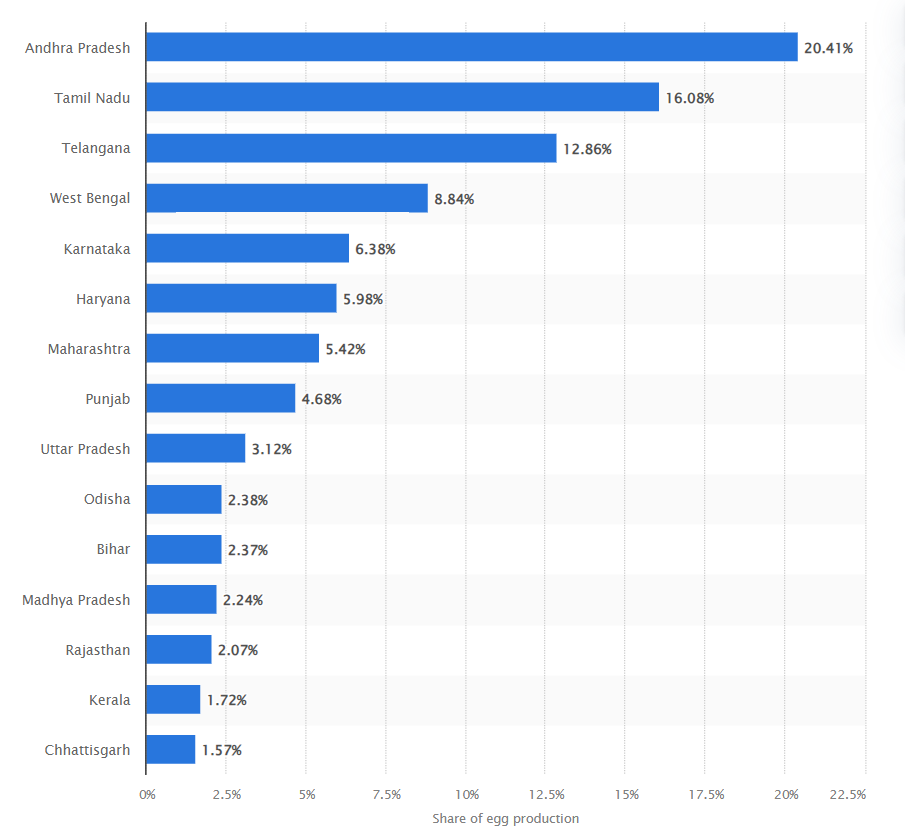 Andhra Pradesh 20.41%
Tamil Nadu 16.08%
Telangana 12.86%
West Bengal 8.84%
Karnataka 6.38%
Haryana 5.98%
Maharashtra 5.42%
Punjab 4.68%
Uttar Pradesh 3.12%
Odisha 2.38%
Bihar 2.37%
Madhya Pradesh 2.24%
Rajasthan 2.07%
Kerala 1.72%
Chhattisgarh 1.57%
0% 2.5% 5% 7.5% 10% 12.5% 15% 17.5% 20% 22.5%
Share of egg production